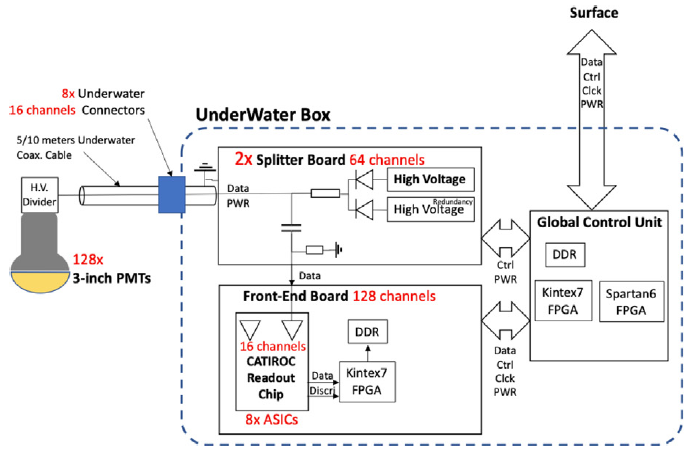 Surface
Data
Ctrl
Clck
PWR
8x Underwater
16 channels Connectors
5/10 meters Underwater
Coax. Cable
H.V.
Divider
128x
3-inch PMTs
UnderWater Box
2x Splitter Board 64 channels
Data
PWR
High Voltage
Redundancy
High Voltage
Data
Ctrl
PWR
Global Control Unit
DDR
Kintex7
FPGA
Spartan6
FPGA
Front-End Board 128 channels
16 channels
CATIROC
Readout
Chip
8x ASICs
Data
Discri
DDR
Kintex7
FPGA
Data
Ctrl
Clck
PWR